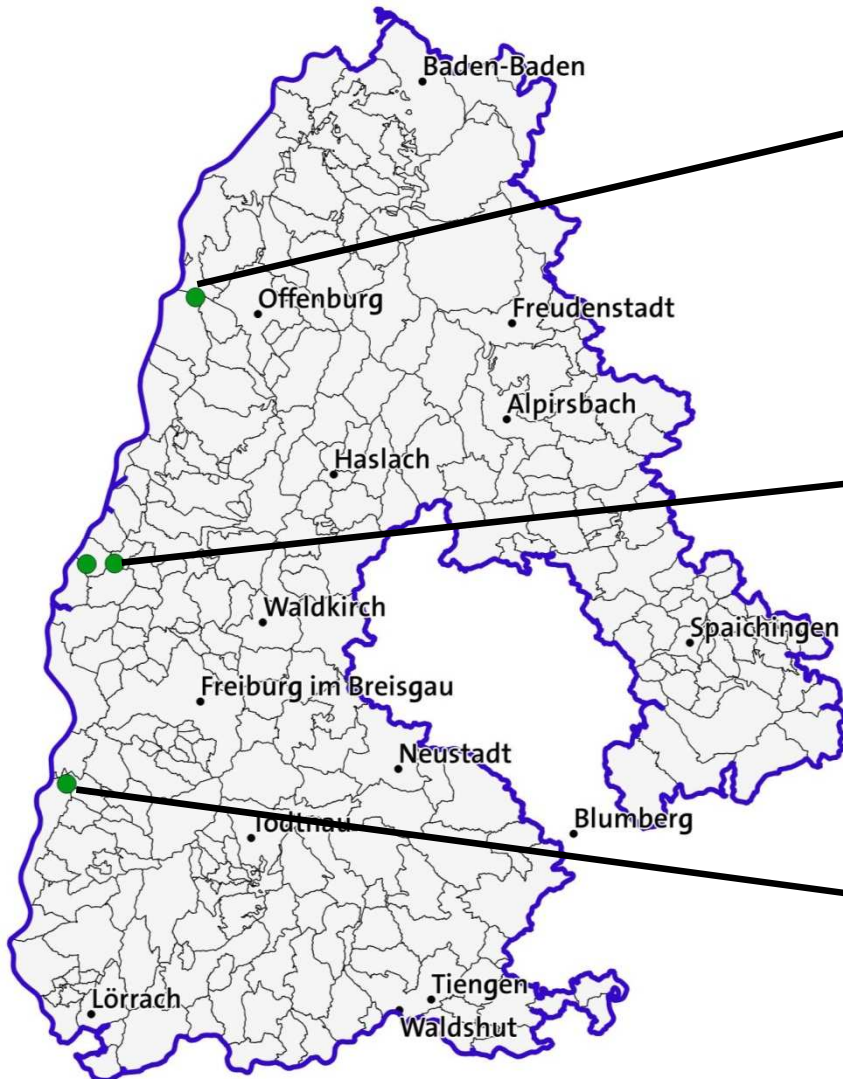 Baden-Baden
Offenburg
Freudenstadt
Alpirsbach
Haslach
Waldkirch
Spaichingen
Freiburg im Breisgau
Neustadt
Blumberg
Todtnau
Tiengen
Lörrach
Waldshut